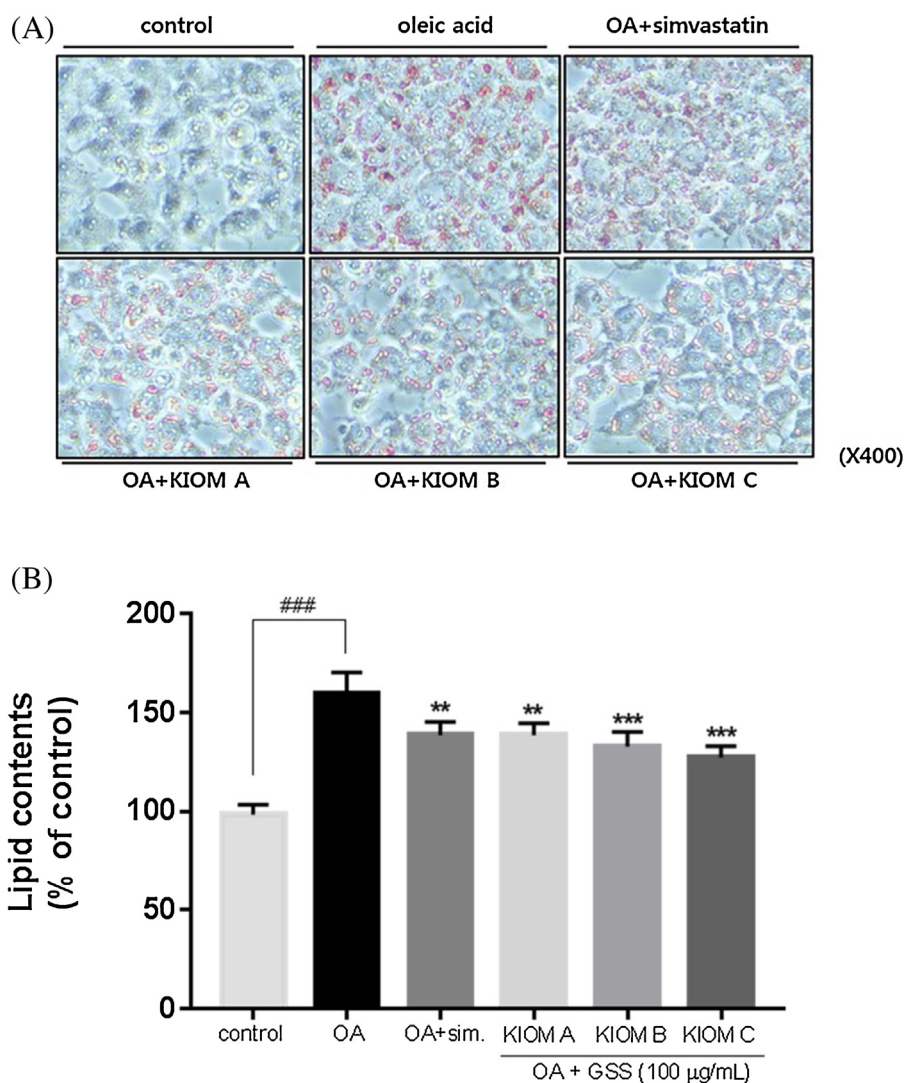 (A)
control oleic acid OA+simvastatin
OA+KIOM A OA+KIOM B OA+KIOM C
(X400)
(B)
###
200
150
100
50
0
Lipid contents
(% of control)
** ** *** ***
control OA OA+sim. KIOM A KIOM B KIOM C
OA + GSS (100 μg/mL)